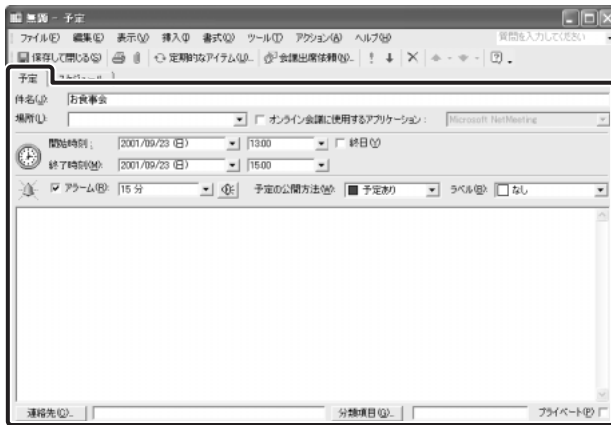 無題 - 予定
ファイル(F) 編集(E) 表示(V) 挿入(I) 書式(O) ツール(T) アクション(A) ヘルプ(H) 質問を入力してください
保存して閉じる(S) 定期的なアイテム(U)... 会議出席依頼(N)...
予定 スケジュール
件名(J): お食事会
場所(L): オンライン会議に使用するアプリケーション: Microsoft NetMeeting
開始時刻: 2001/09/23 (日) 13:00 終日(Y)
終了時刻(M): 2001/09/23 (日) 15:00
アラーム(R): 15 分 予定の公開方法(W): 予定あり ラベル(B): なし
連絡先(C)... 分類項目(G)... プライベート(P)